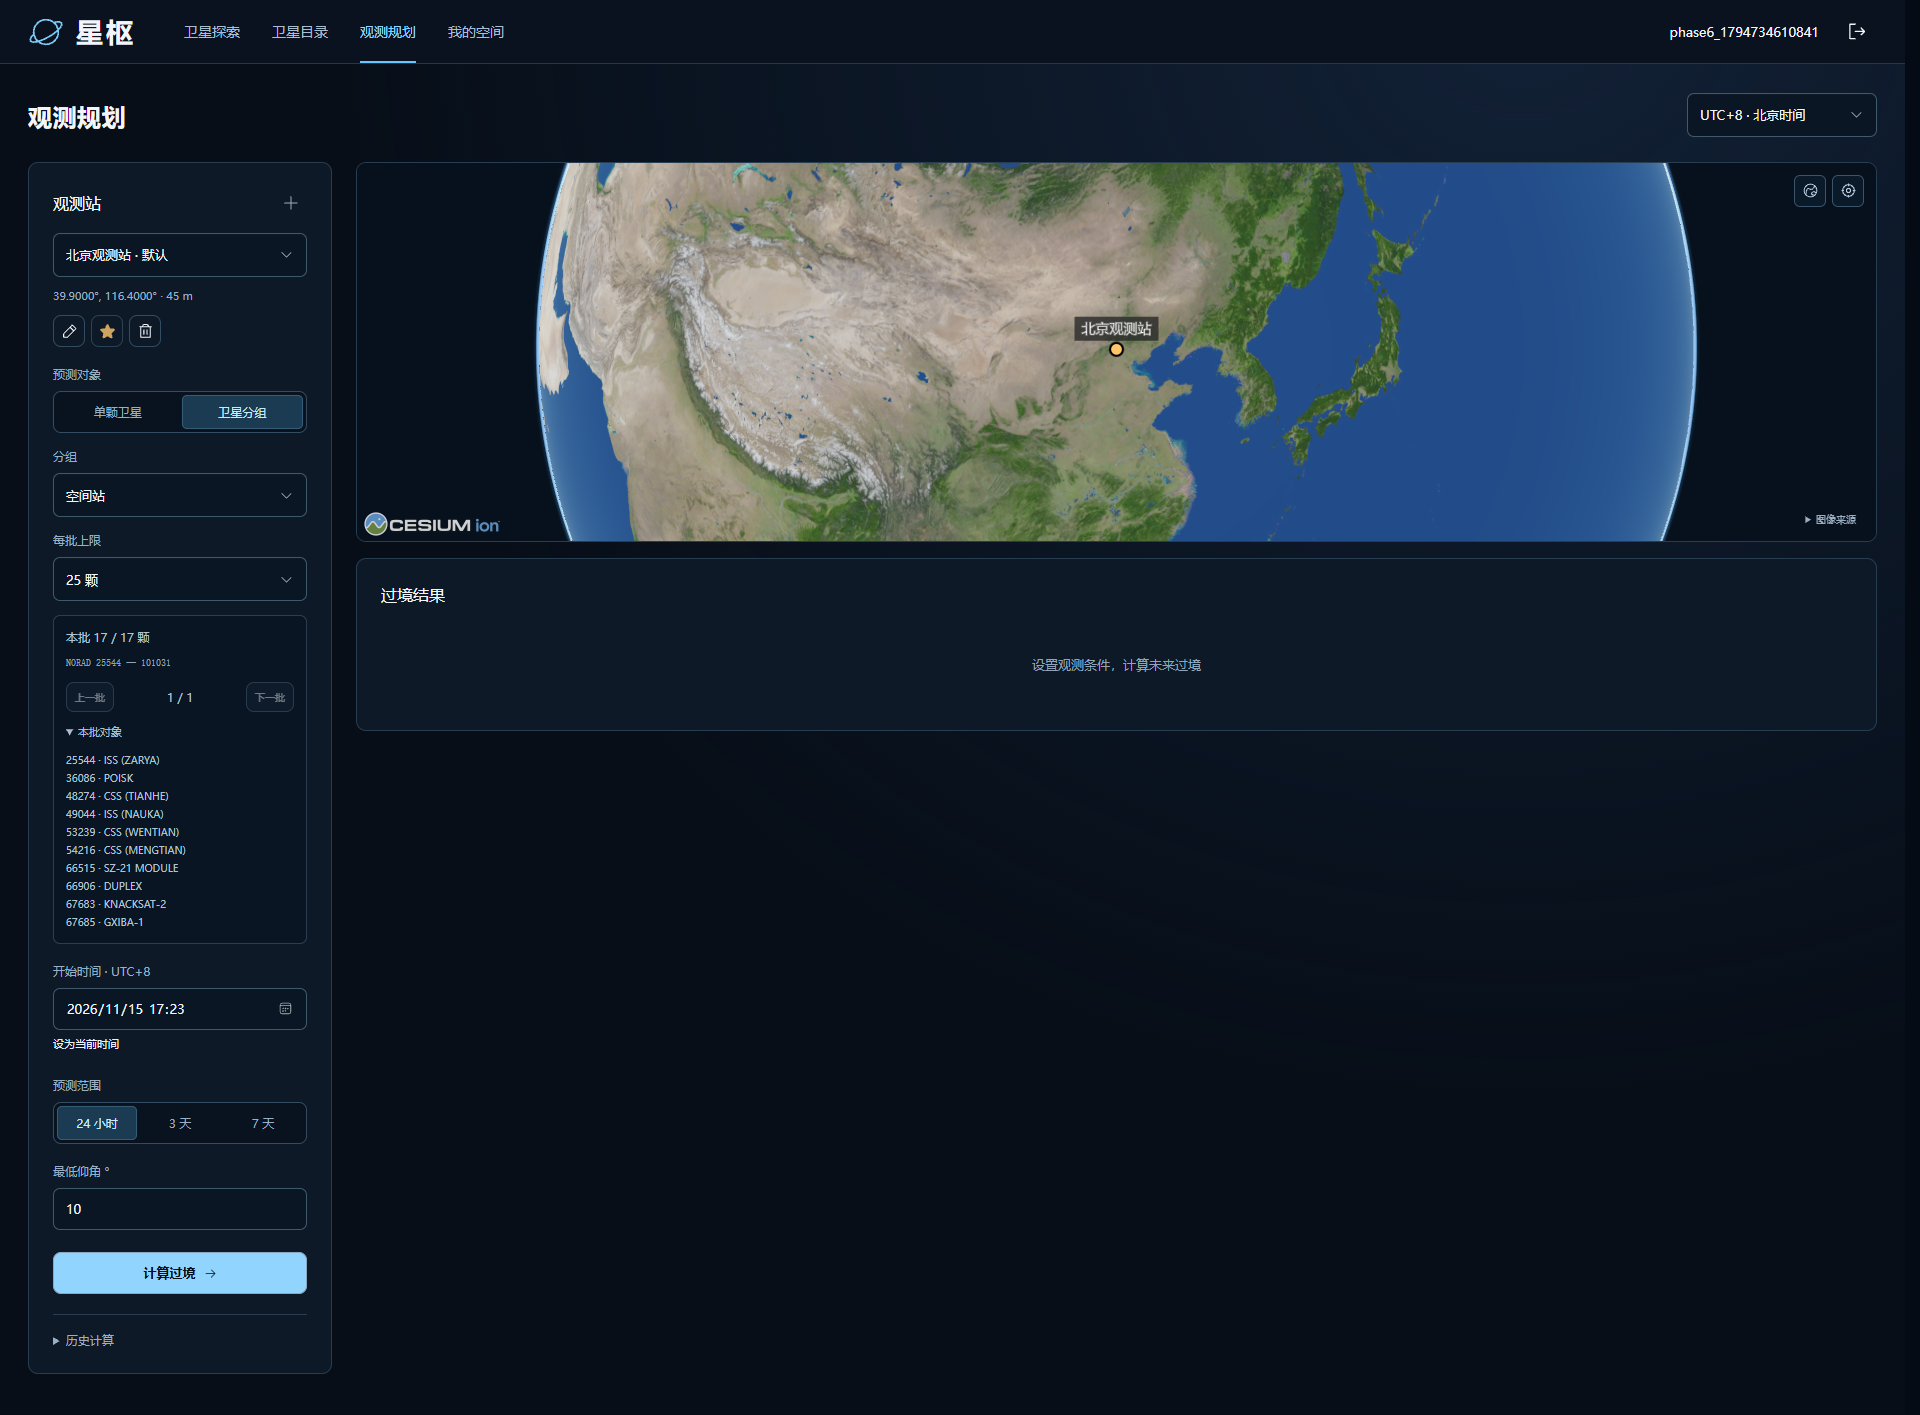 星枢
卫星探索
卫星目录
观测规划
我的空间
phase6_1794734610841
观测规划
UTC+8 · 北京时间
观测站
北京观测站 · 默认
39.9000°, 116.4000° · 45 m
预测对象
单颗卫星
卫星分组
分组
空间站
每批上限
25 颗
本批 17 / 17 颗
NORAD 25544 — 101031
上一批
1 / 1
下一批
本批对象
25544 · ISS (ZARYA)
36086 · POISK
48274 · CSS (TIANHE)
49044 · ISS (NAUKA)
53239 · CSS (WENTIAN)
54216 · CSS (MENGTIAN)
66515 · SZ-21 MODULE
66906 · DUPLEX
67683 · KNACKSAT-2
67685 · GXIBA-1
开始时间 · UTC+8
2026/11/15 17:23
设为当前时间
预测范围
24 小时
3 天
7 天
最低仰角 °
10
计算过境 →
历史计算
北京观测站
CESIUM ion
图像来源
过境结果
设置观测条件，计算未来过境